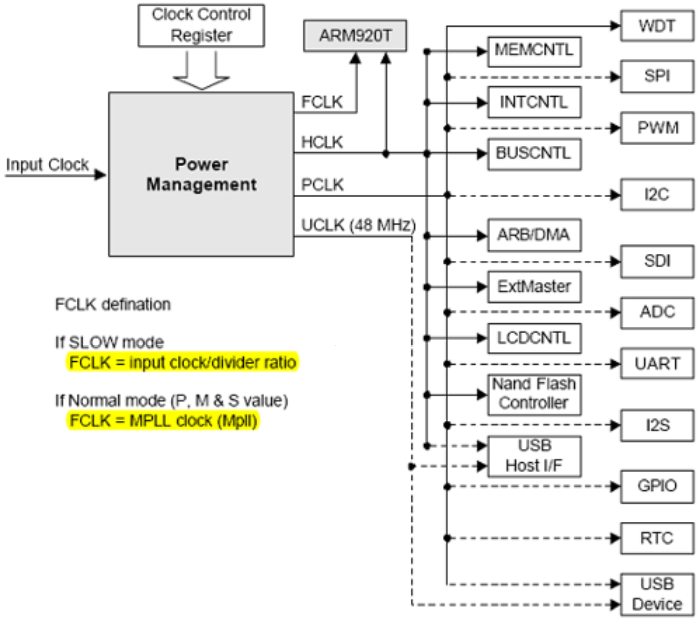 Clock Control
Register
ARM920T
Input Clock
Power
Management
FCLK
HCLK
PCLK
UCLK (48 MHz)
MEMCNTL
INTCNTL
BUSCNTL
ARB/DMA
ExtMaster
LCDCNTL
Nand Flash
Controller
USB
Host I/F
WDT
SPI
PWM
I2C
SDI
ADC
UART
I2S
GPIO
RTC
USB
Device
FCLK defination
If SLOW mode
FCLK = input clock/divider ratio
If Normal mode (P, M & S value)
FCLK = MPLL clock (Mpll)